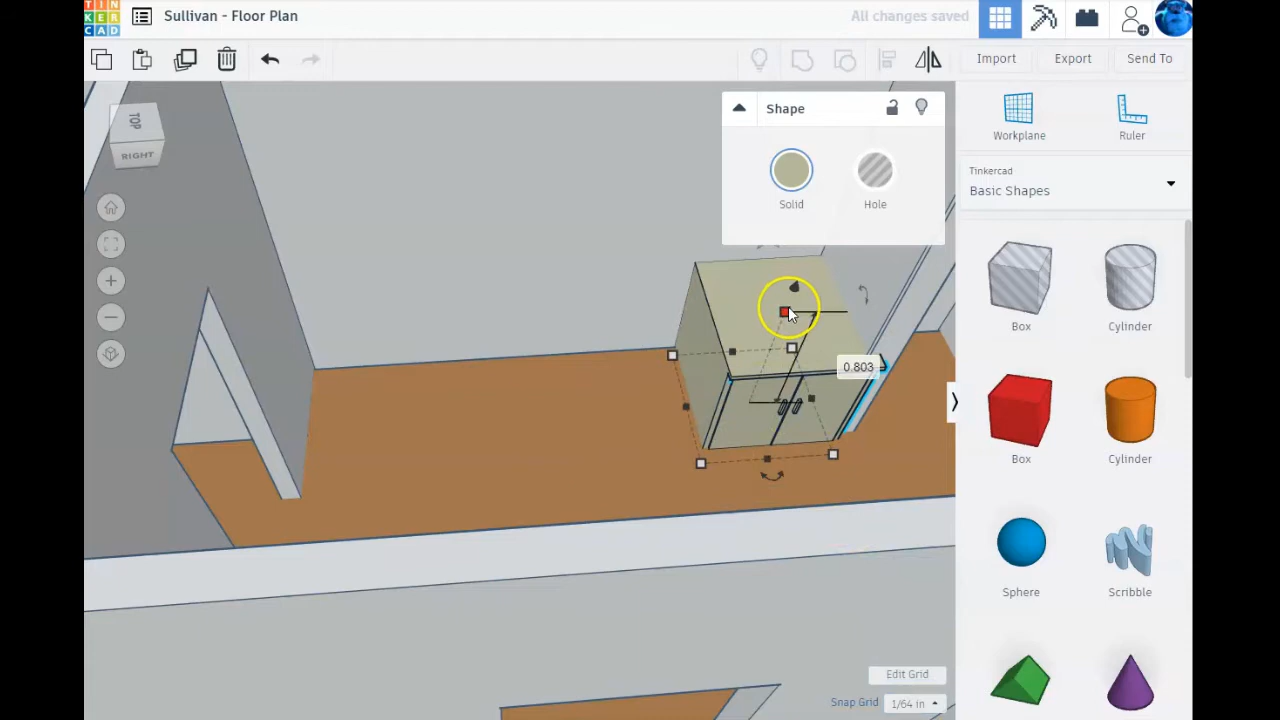 TIN
KER
CAD
Sullivan - Floor Plan
All changes saved
Import
Export
Send To
TOP
RIGHT
Shape
Solid
Hole
Workplane
Ruler
Tinkercad
Basic Shapes
Box
Cylinder
0.803
Box
Cylinder
Sphere
Scribble
Edit Grid
Snap Grid
1/64 in